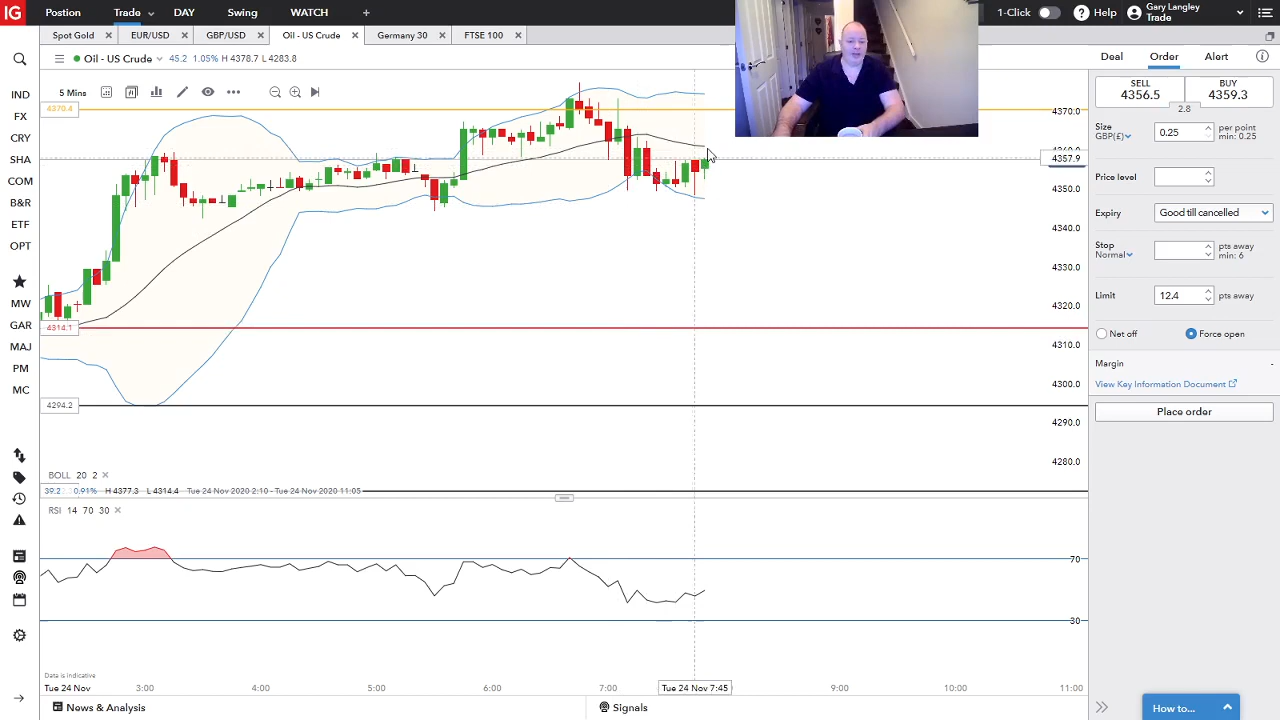 IG Postion Trade DAY Swing WATCH + 1-Click Help Gary Langley
Trade
Spot Gold EUR/USD GBP/USD Oil - US Crude Germany 30 FTSE 100
Oil - US Crude 45.2 1.05% H 4378.7 L 4283.8
5 Mins
IND
FX
CRY
SHA
COM
B&R
ETF
OPT
MW
GAR
MAJ
PM
MC
4370.4
4314.1
4294.2
4370.0
4357.9
4350.0
4340.0
4330.0
4320.0
4310.0
4300.0
4290.0
4280.0
BOLL 20 2
0.91% H 4377.3 L 4314.4 Tue 24 Nov 2020 2:10 - Tue 24 Nov 2020 11:05
RSI 14 70 30
70
30
Data is indicative
Tue 24 Nov 3:00 4:00 5:00 6:00 7:00 Tue 24 Nov 7:45 9:00 10:00 11:00
News & Analysis Signals
Deal Order Alert
SELL BUY
4356.5 4359.3
2.8
Size GBP(£) 0.25 per point min: 0.25
Price level
Expiry Good till cancelled
Stop Normal pts away min: 6
Limit 12.4 pts away
Net off Force open
Margin -
View Key Information Document
Place order
How to...